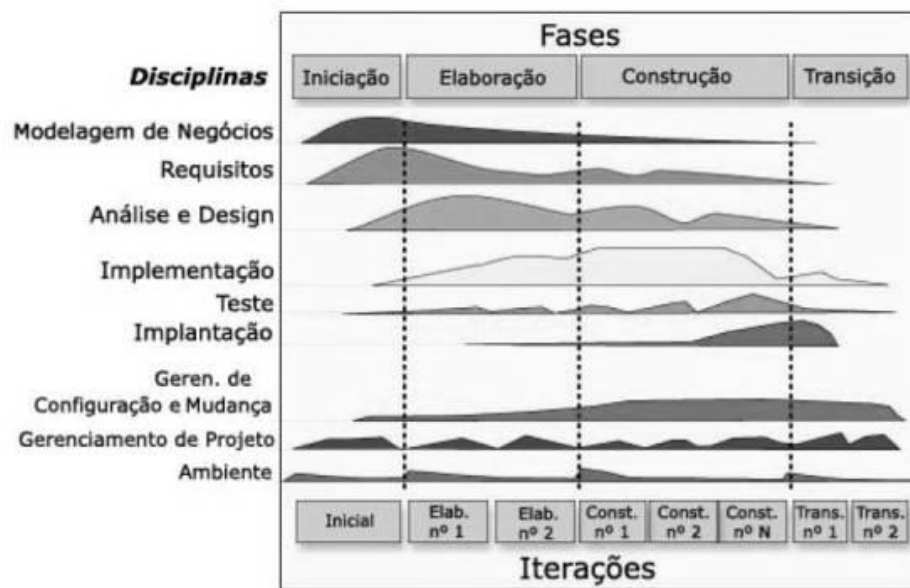 Fases
Disciplinas
Iniciação
Elaboração
Construção
Transição
Modelagem de Negócios
Requisitos
Análise e Design
Implementação
Teste
Implantação
Geren. de
Configuração e Mudança
Gerenciamento de Projeto
Ambiente
Inicial
Elab.
nº 1
Elab.
nº 2
Const.
nº 1
Const.
nº 2
Const.
nº N
Trans.
nº 1
Trans.
nº 2
Iterações